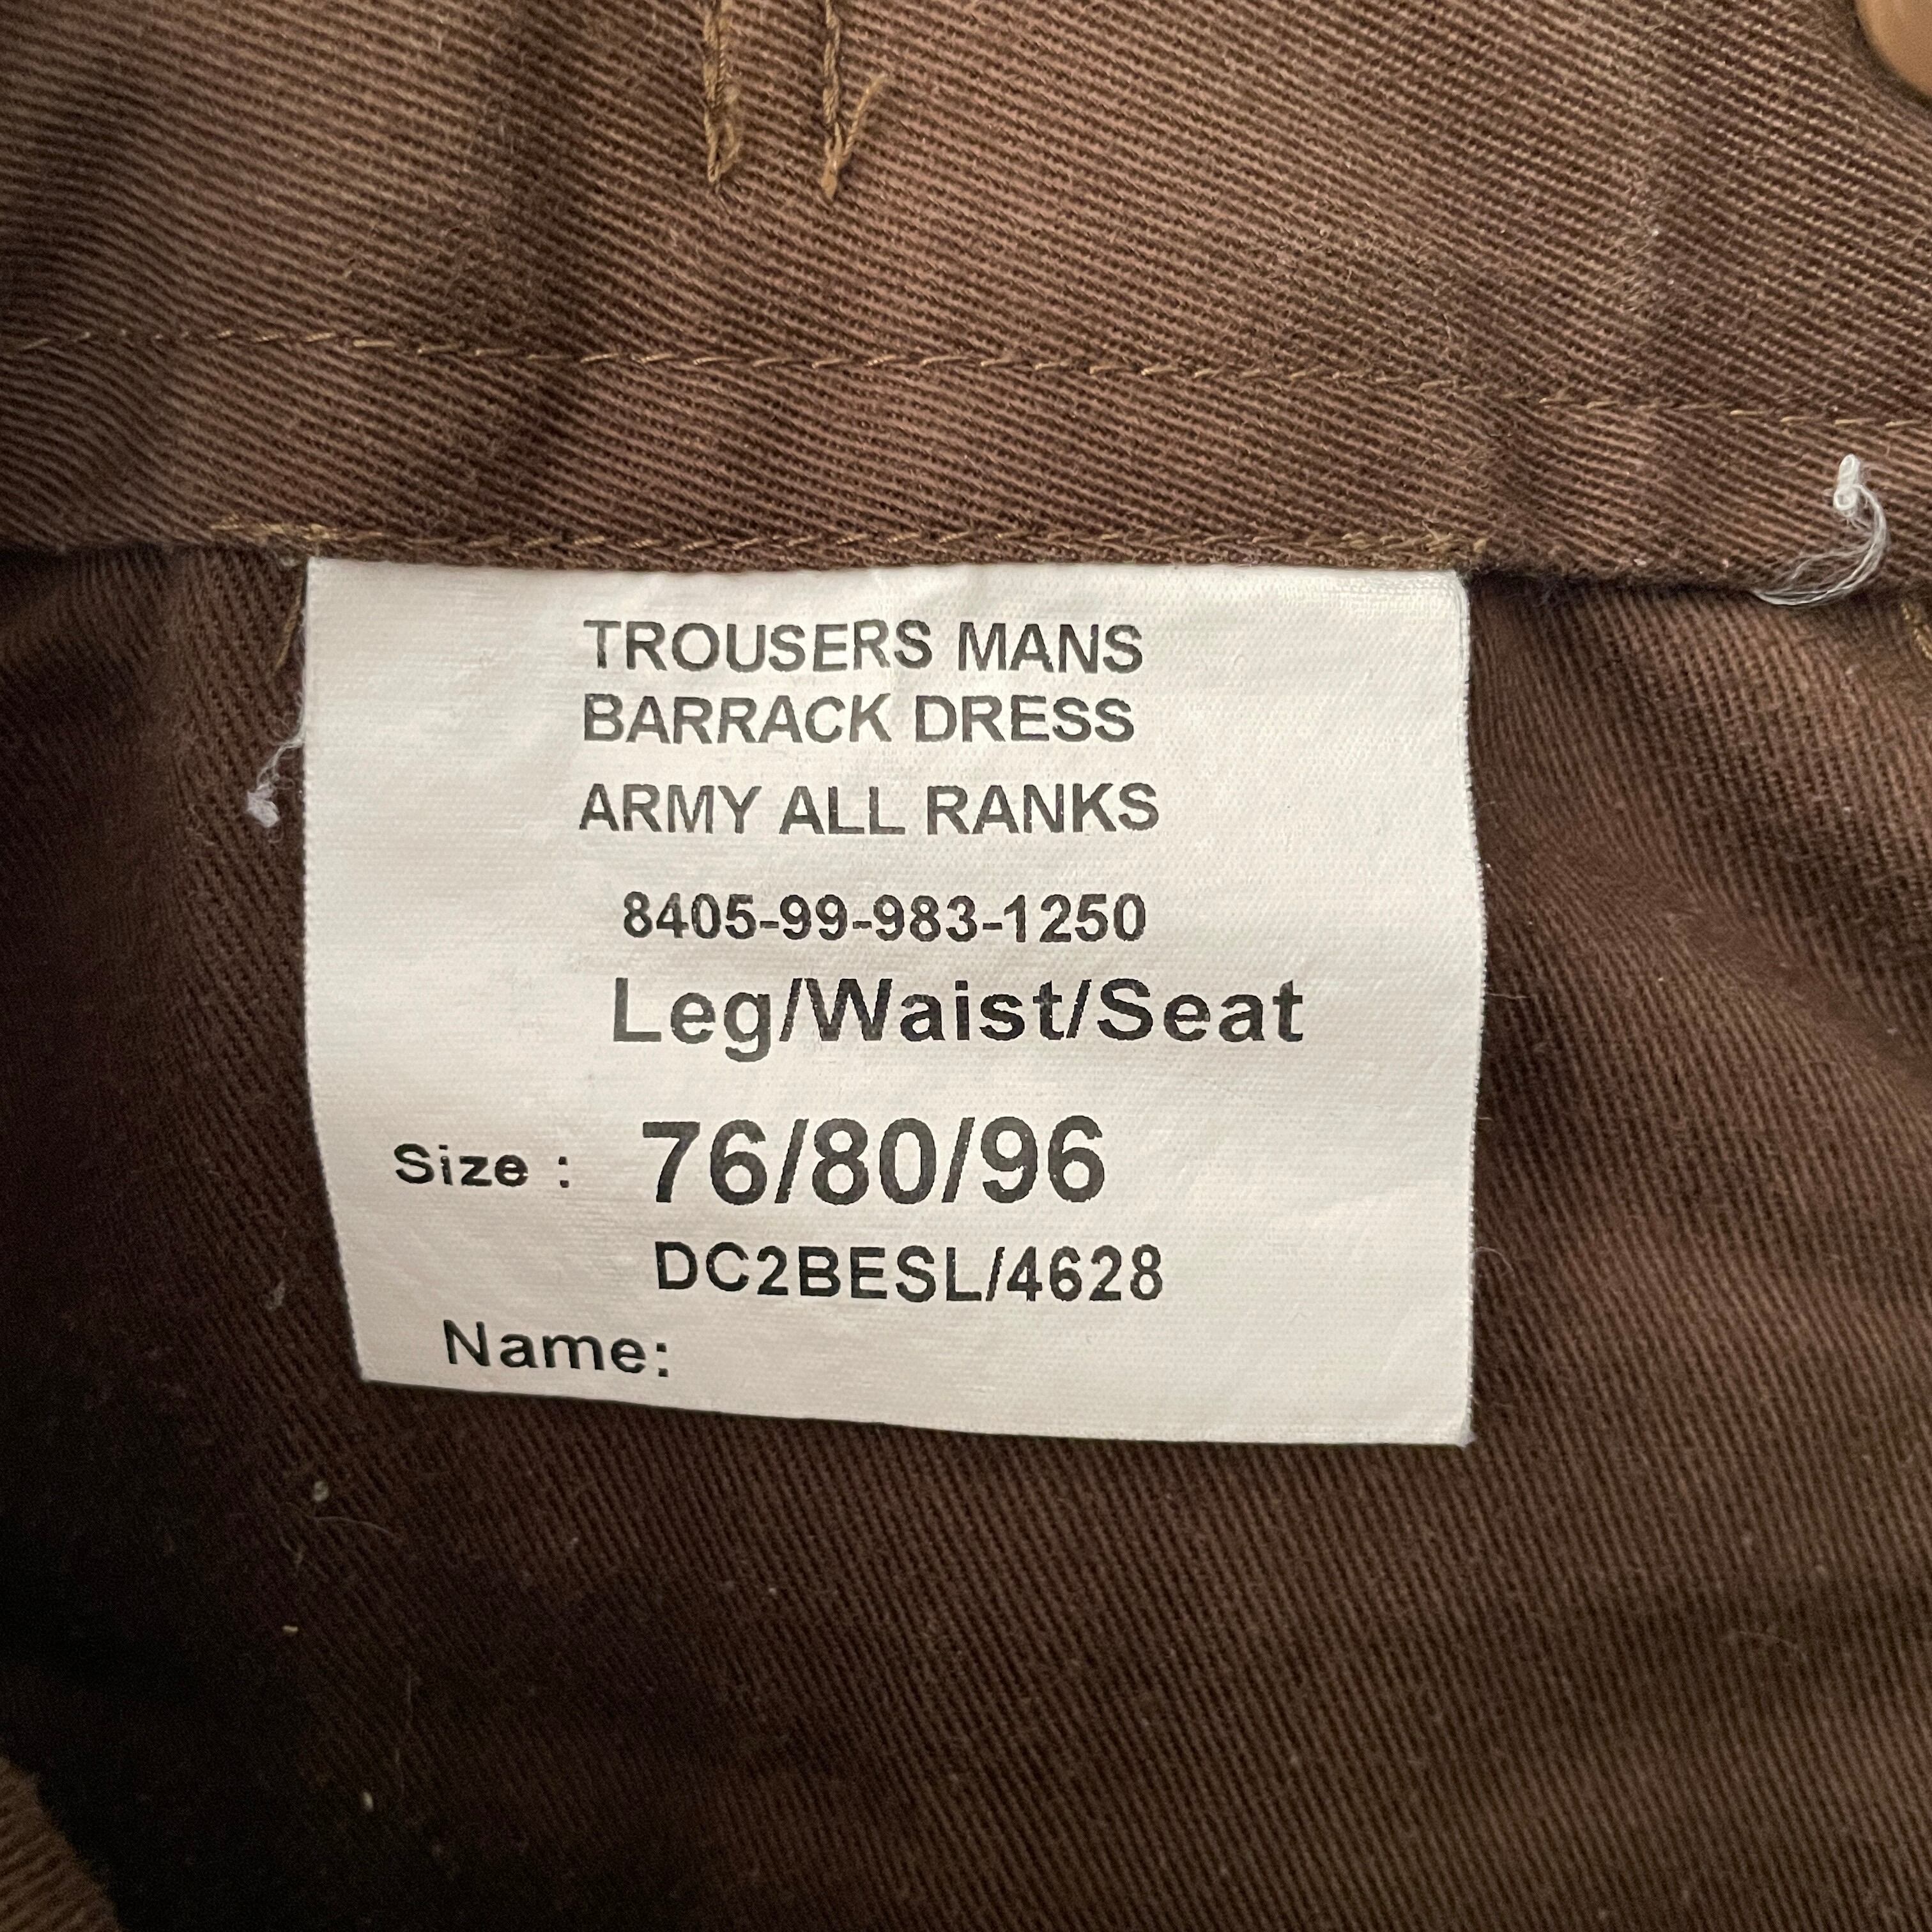 TROUSERS MANS
BARRACK DRESS
ARMY ALL RANKS
8405-99-983-1250
Leg/Waist/Seat
Size : 76/80/96
DC2BESL/4628
Name: